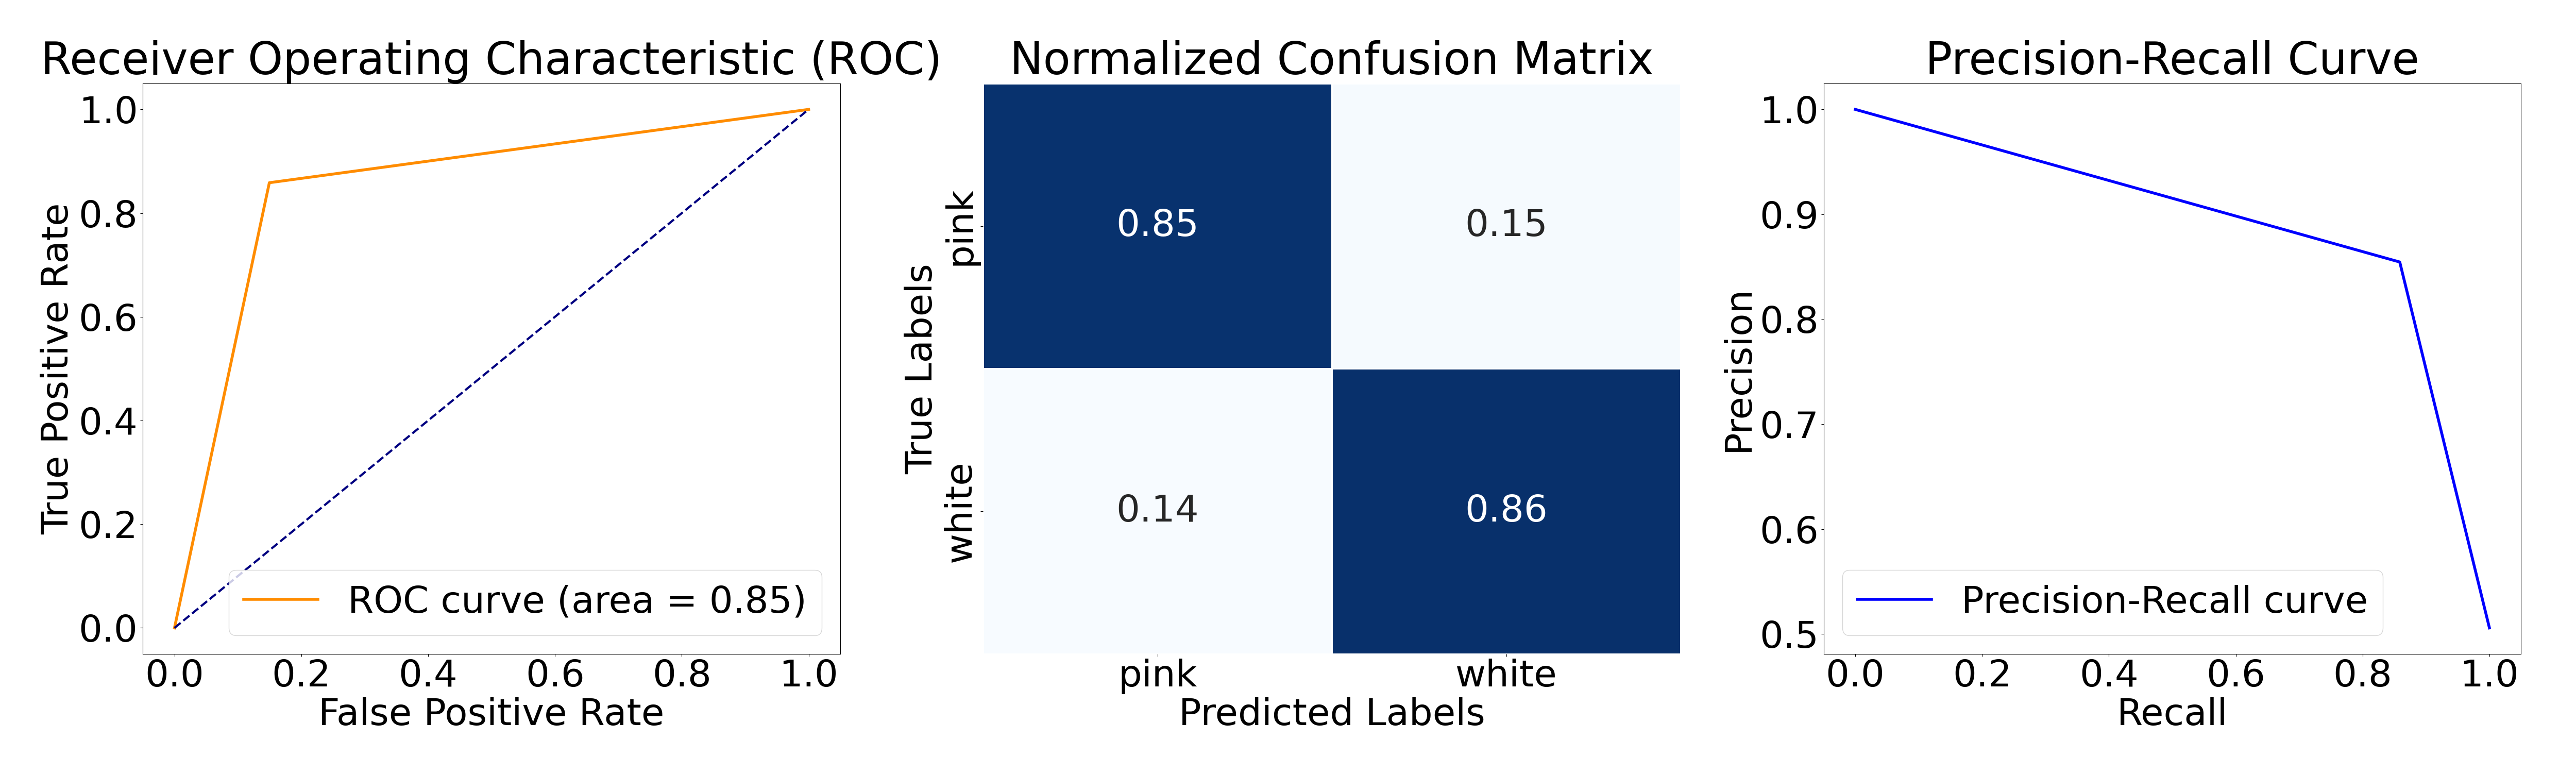 Receiver Operating Characteristic (ROC)
True Positive Rate
1.0
0.8
0.6
0.4
0.2
0.0
ROC curve (area = 0.85)
0.0 0.2 0.4 0.6 0.8 1.0
False Positive Rate
Normalized Confusion Matrix
True Labels
pink
white
0.85 0.15
0.14 0.86
pink white
Predicted Labels
Precision-Recall Curve
Precision
1.0
0.9
0.8
0.7
0.6
0.5
Precision-Recall curve
0.0 0.2 0.4 0.6 0.8 1.0
Recall